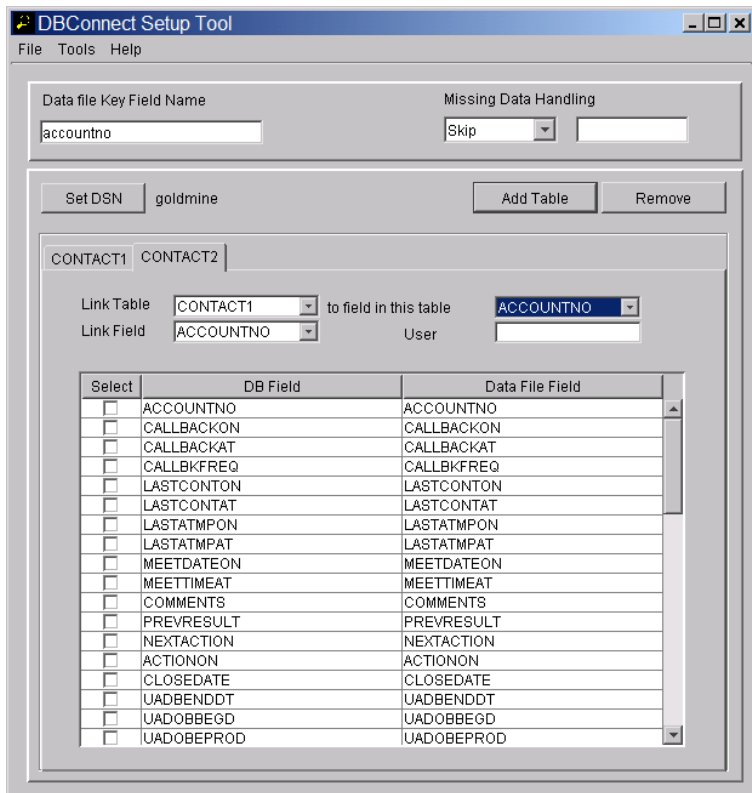 DBConnect Setup Tool
File Tools Help
Data file Key Field Name
Missing Data Handling
accountno
Skip
Set DSN goldmine Add Table Remove
CONTACT1 CONTACT2
Link Table CONTACT1 to field in this table ACCOUNTNO
Link Field ACCOUNTNO User
Select DB Field Data File Field
ACCOUNTNO ACCOUNTNO
CALLBACKON CALLBACKON
CALLBACKAT CALLBACKAT
CALLBKFREQ CALLBKFREQ
LASTCONTON LASTCONTON
LASTCONTAT LASTCONTAT
LASTATMPON LASTATMPON
LASTATMPAT LASTATMPAT
MEETDATEON MEETDATEON
MEETTIMEAT MEETTIMEAT
COMMENTS COMMENTS
PREVRESULT PREVRESULT
NEXTACTION NEXTACTION
ACTIONON ACTIONON
CLOSEDATE CLOSEDATE
UADBENDDT UADBENDDT
UADOBBEGD UADOBBEGD
UADOBEPROD UADOBEPROD